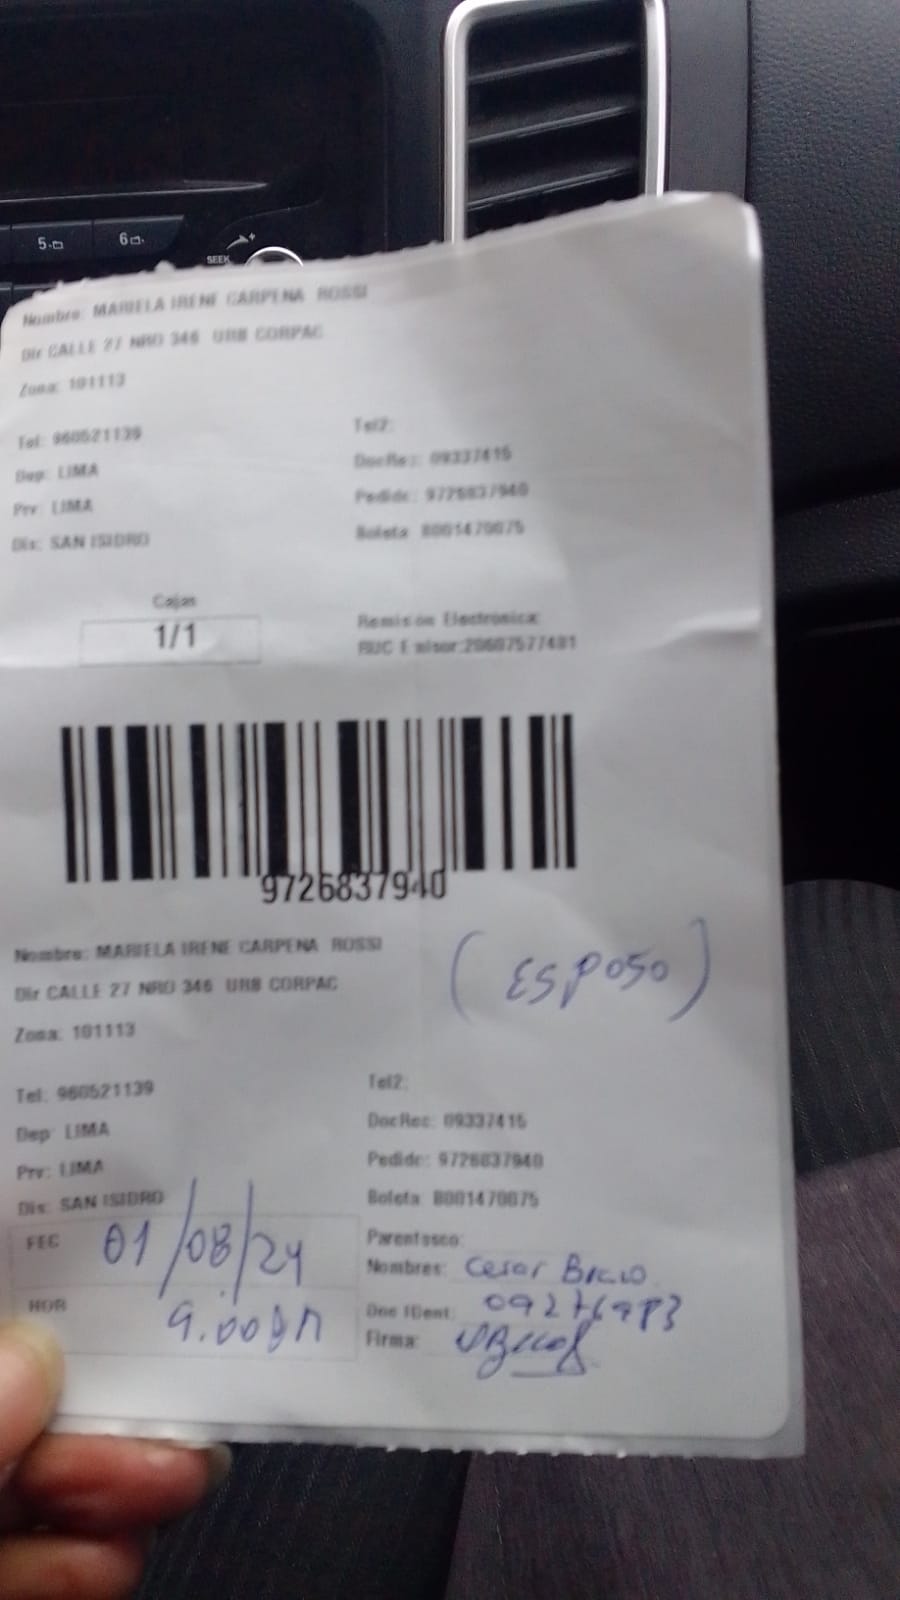 5
6
SEEK
Nombre: MARIELA IRENE CARPENA ROSSI
Dir CALLE 27 NRO 346 URB CORPAC
Zona: 101113
Tel: 960521139
Tel2:
Dep: LIMA
DocRec: 09337415
Prv: LIMA
Pedido: 9726837940
Dis: SAN ISIDRO
Boleta B001470075
Cajas
1/1
Remision Electronica:
RUC Emisor:20607577481
9726837940
Nombre: MARIELA IRENE CARPENA ROSSI
(ESPOSO)
Dir CALLE 27 NRO 346 URB CORPAC
Zona: 101113
Tel: 960521139
Tel2:
Dep: LIMA
DocRec: 09337415
Prv: LIMA
Pedido: 9726837940
Dis: SAN ISIDRO
Boleta B001470075
FEC 01/08/24
Parentesco:
Nombres: Cesar
HOR 9.00
Doc IDent:
Firma: